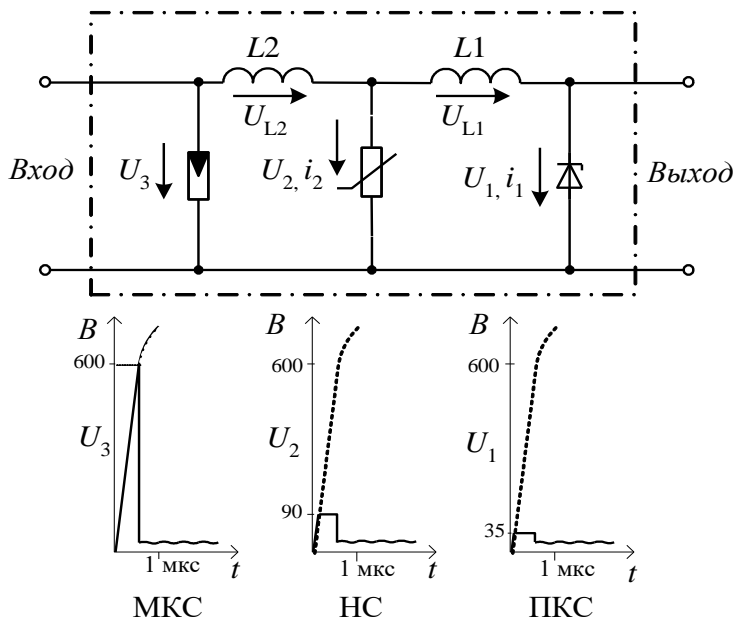 L2 L1
U_L2 U_L1
Вход U_3 U_2, i_2 U_1, i_1 Выход
В В В
600 600 600
U_3 U_2 U_1
90 35
1 мкс t 1 мкс t 1 мкс t
МКС НС ПКС